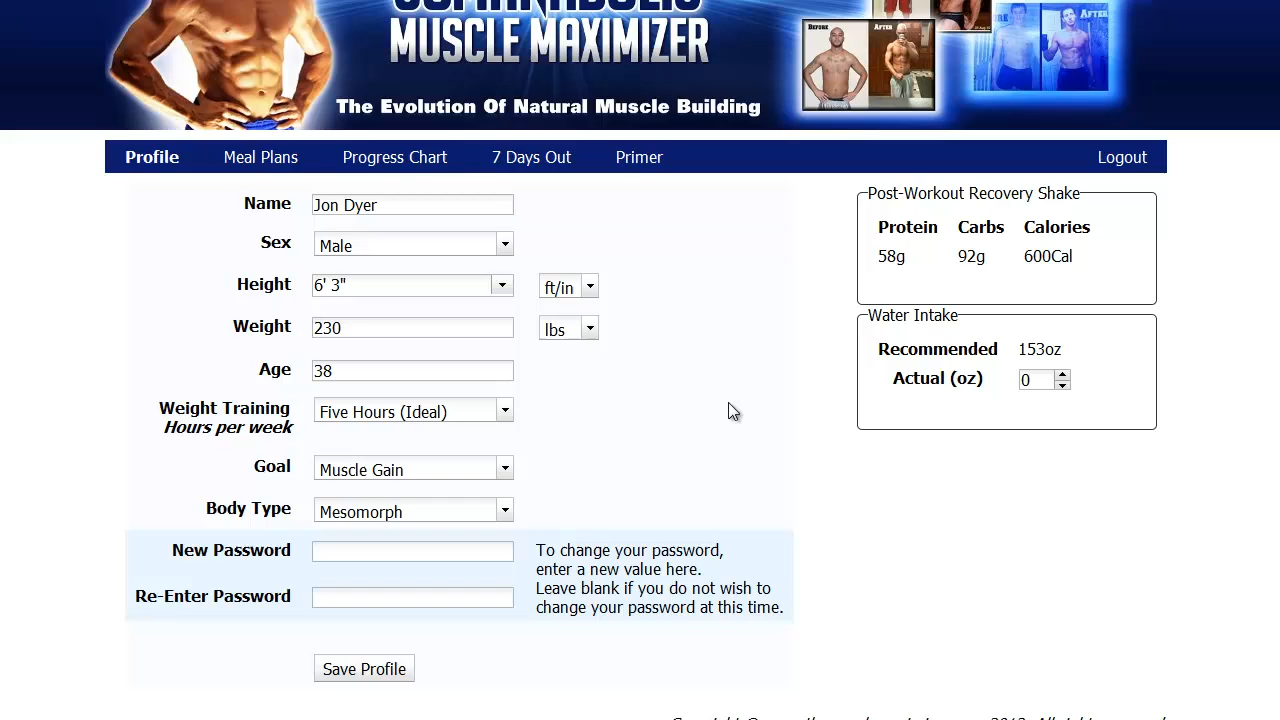 MUSCLE MAXIMIZER
The Evolution Of Natural Muscle Building
BEFORE
AFTER
AFTER
Profile
Meal Plans
Progress Chart
7 Days Out
Primer
Logout
Name
Jon Dyer
Sex
Male
Height
6' 3"
ft/in
Weight
230
lbs
Age
38
Weight Training
Hours per week
Five Hours (Ideal)
Goal
Muscle Gain
Body Type
Mesomorph
New Password
Re-Enter Password
To change your password,
enter a new value here.
Leave blank if you do not wish to
change your password at this time.
Save Profile
Post-Workout Recovery Shake
Protein Carbs Calories
58g 92g 600Cal
Water Intake
Recommended 153oz
Actual (oz) 0